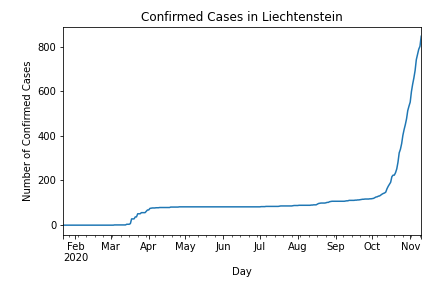 Confirmed Cases in Liechtenstein
Number of Confirmed Cases
800
600
400
200
0
Feb Mar Apr May Jun Jul Aug Sep Oct Nov
2020
Day